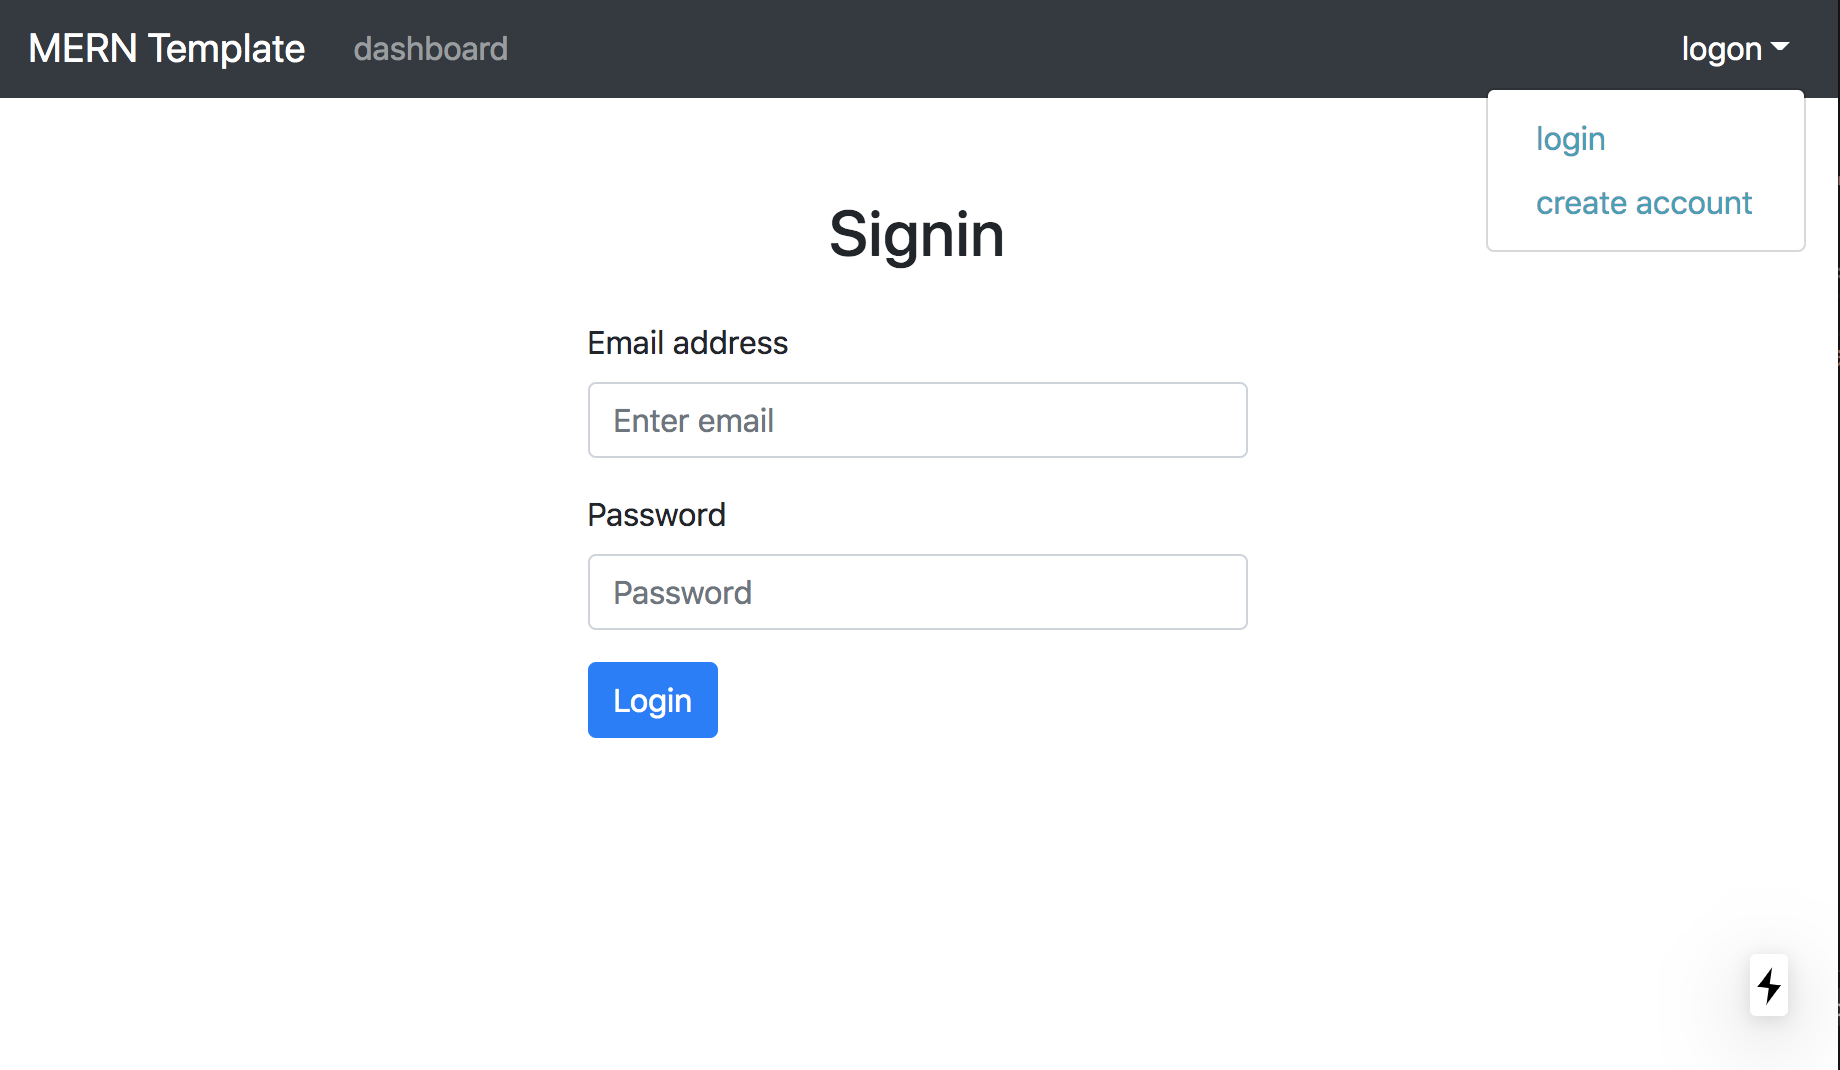 MERN Template dashboard logon
login
create account
Signin
Email address
Enter email
Password
Password
Login